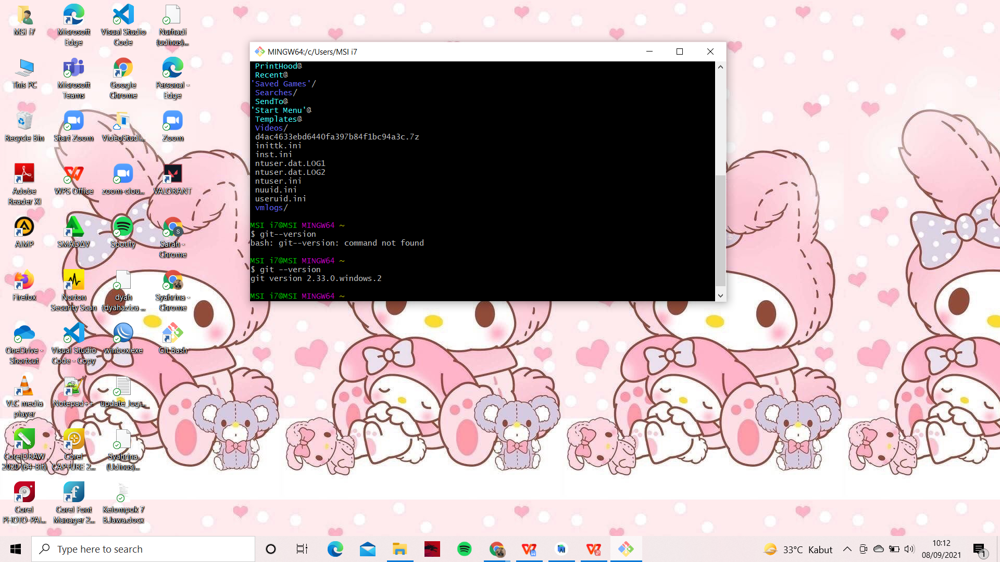 MSI i7
Microsoft
Edge
Visual Studio
Code
Nurhadi
(udinus)...
This PC
Microsoft
Teams
Google
Chrome
Personal -
Edge
Recycle Bin
Start Zoom
VideoStudi...
Zoom
Adobe
Reader XI
WPS Office
zoom-clou...
VALORANT
AIMP
SMADAV
Spotify
Sarah -
Chrome
Firefox
Norton
Security Scan
dyah
(dyahaziza ...
Syahrina -
Chrome
OneDrive -
Shortcut
Visual Studio
Code - Copy
winbox.exe
Git Bash
VLC media
player
Notepad++
update_log...
CorelDRAW
2020 (64-Bit)
Corel
CAPTURE 2...
Syahrina
(Udinus)...
Corel
PHOTO-PAI...
Corel Font
Manager 2...
Kelompok 7
B.Jawa.docx
MINGW64:/c/Users/MSI i7
PrintHood@
Recent@
'Saved Games'/
Searches/
SendTo@
'Start Menu'@
Templates@
Videos/
d4ac4633ebd6440fa397b84f1bc94a3c.7z
inittk.ini
inst.ini
ntuser.dat.LOG1
ntuser.dat.LOG2
ntuser.ini
nuuid.ini
useruid.ini
vmlogs/
MSI i7@MSI MINGW64 ~
$ git--version
bash: git--version: command not found
MSI i7@MSI MINGW64 ~
$ git --version
git version 2.33.0.windows.2
MSI i7@MSI MINGW64 ~
Type here to search
33°C Kabut
10:12
08/09/2021
1